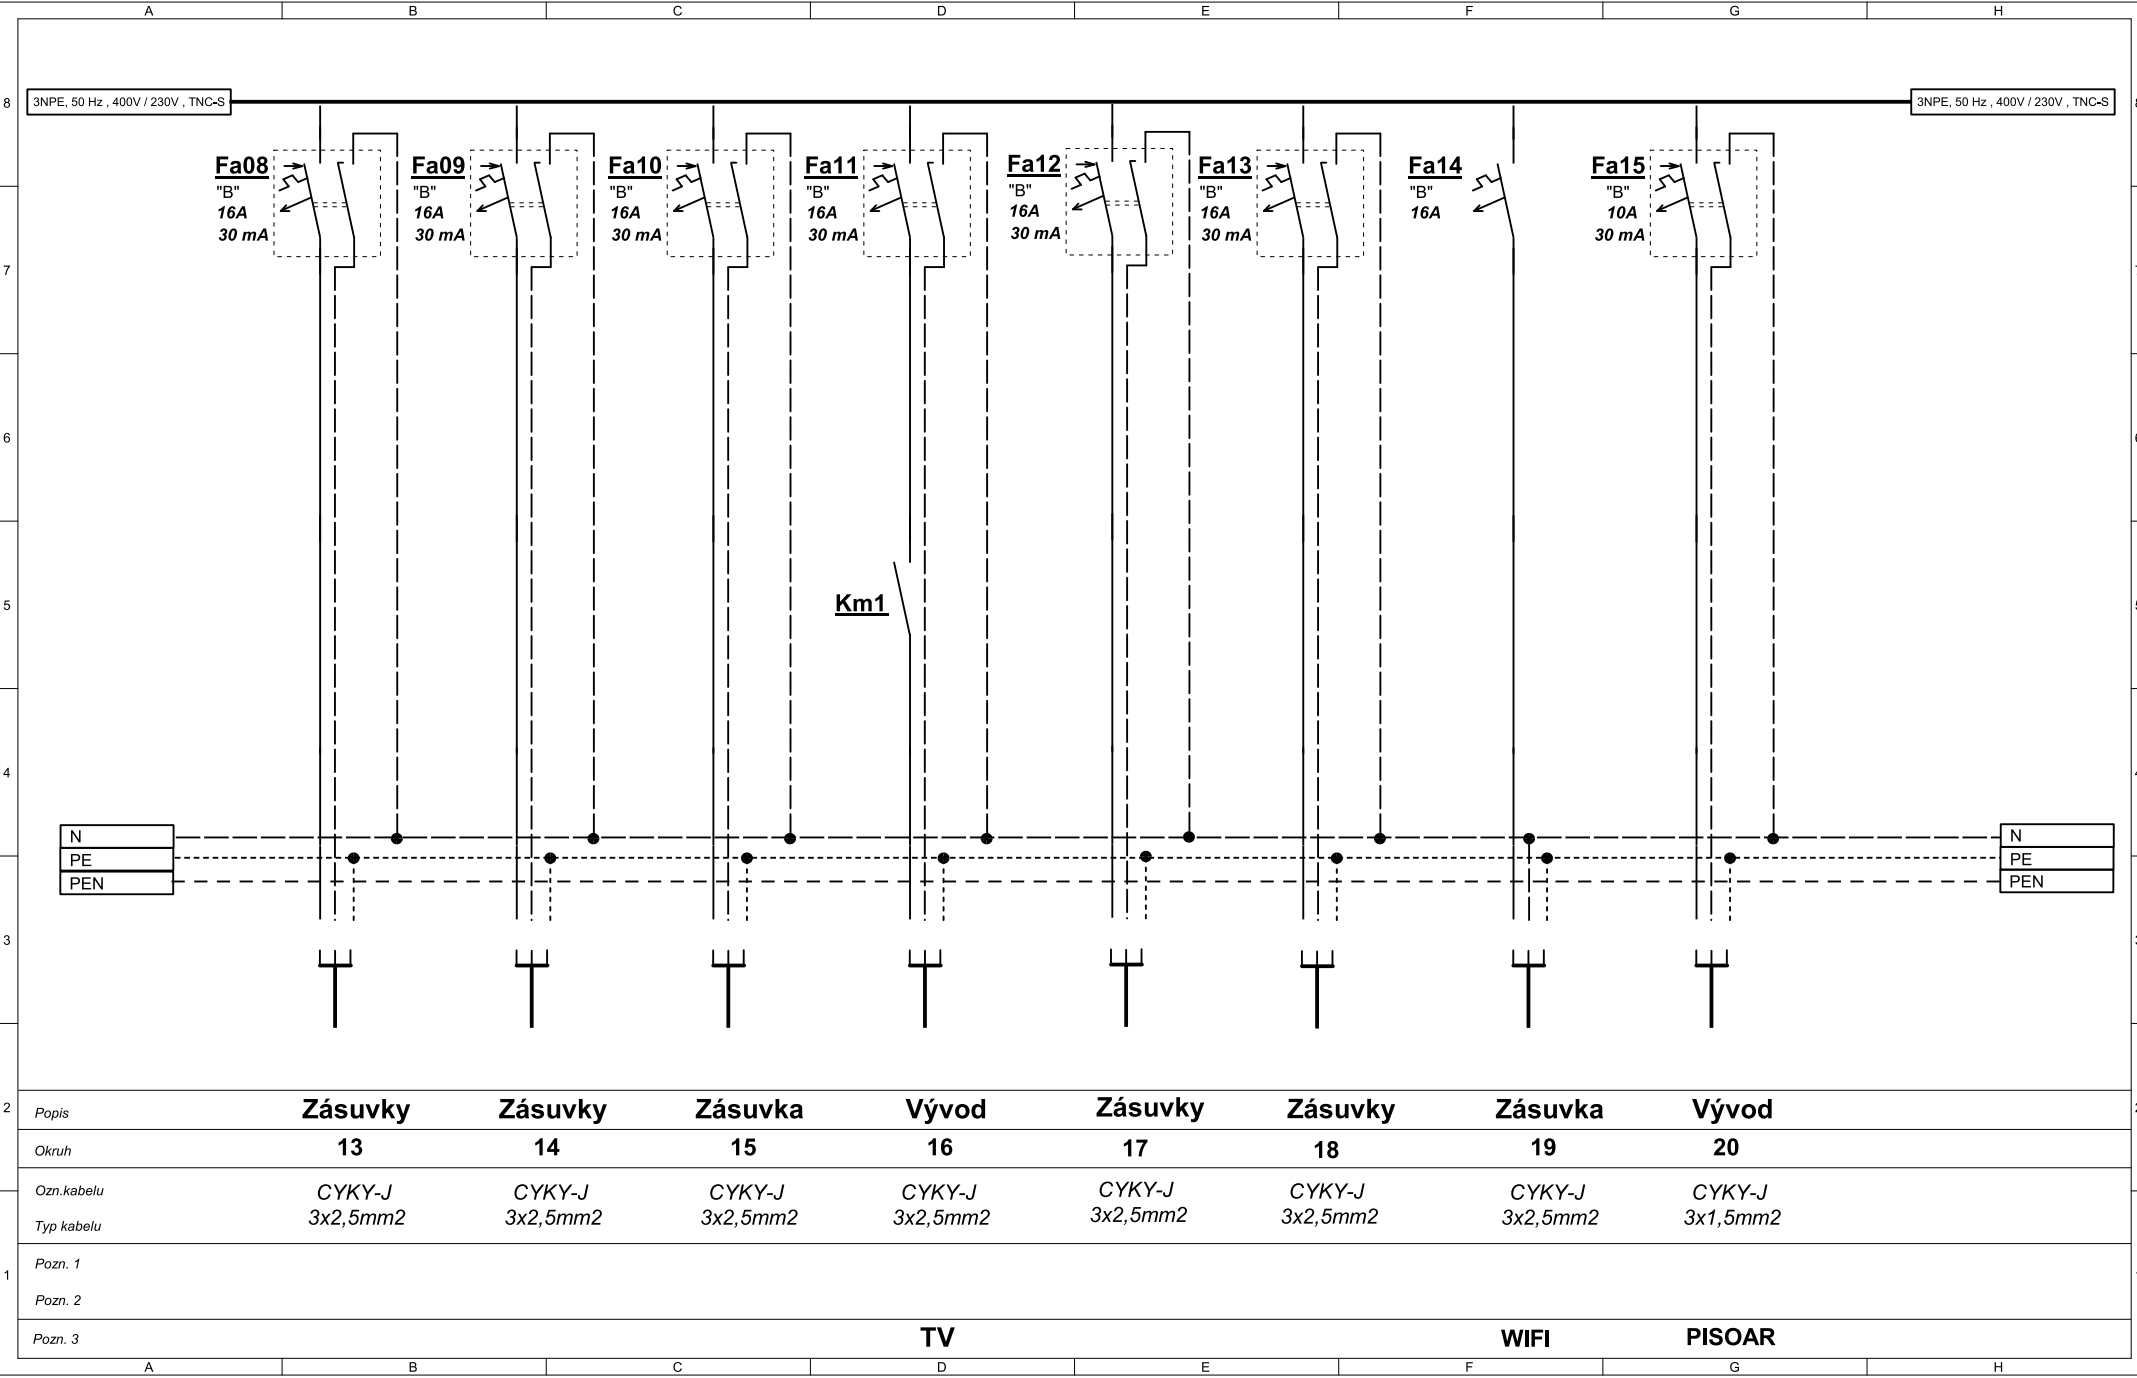 A B C D E F G H
8 3NPE, 50 Hz , 400V / 230V , TNC-S 3NPE, 50 Hz , 400V / 230V , TNC-S
Fa08 Fa09 Fa10 Fa11 Fa12 Fa13 Fa14 Fa15
"B" "B" "B" "B" "B" "B" "B" "B"
16A 16A 16A 16A 16A 16A 16A 10A
30 mA 30 mA 30 mA 30 mA 30 mA 30 mA 30 mA
7
6
5 Km1
4
N N
PE PE
PEN PEN
3
2 Popis Zásuvky Zásuvky Zásuvka Vývod Zásuvky Zásuvky Zásuvka Vývod
Okruh 13 14 15 16 17 18 19 20
Ozn.kabelu CYKY-J CYKY-J CYKY-J CYKY-J CYKY-J CYKY-J CYKY-J CYKY-J
Typ kabelu 3x2,5mm2 3x2,5mm2 3x2,5mm2 3x2,5mm2 3x2,5mm2 3x2,5mm2 3x2,5mm2 3x1,5mm2
Pozn. 1
1
Pozn. 2
Pozn. 3 TV WIFI PISOAR
A B C D E F G H